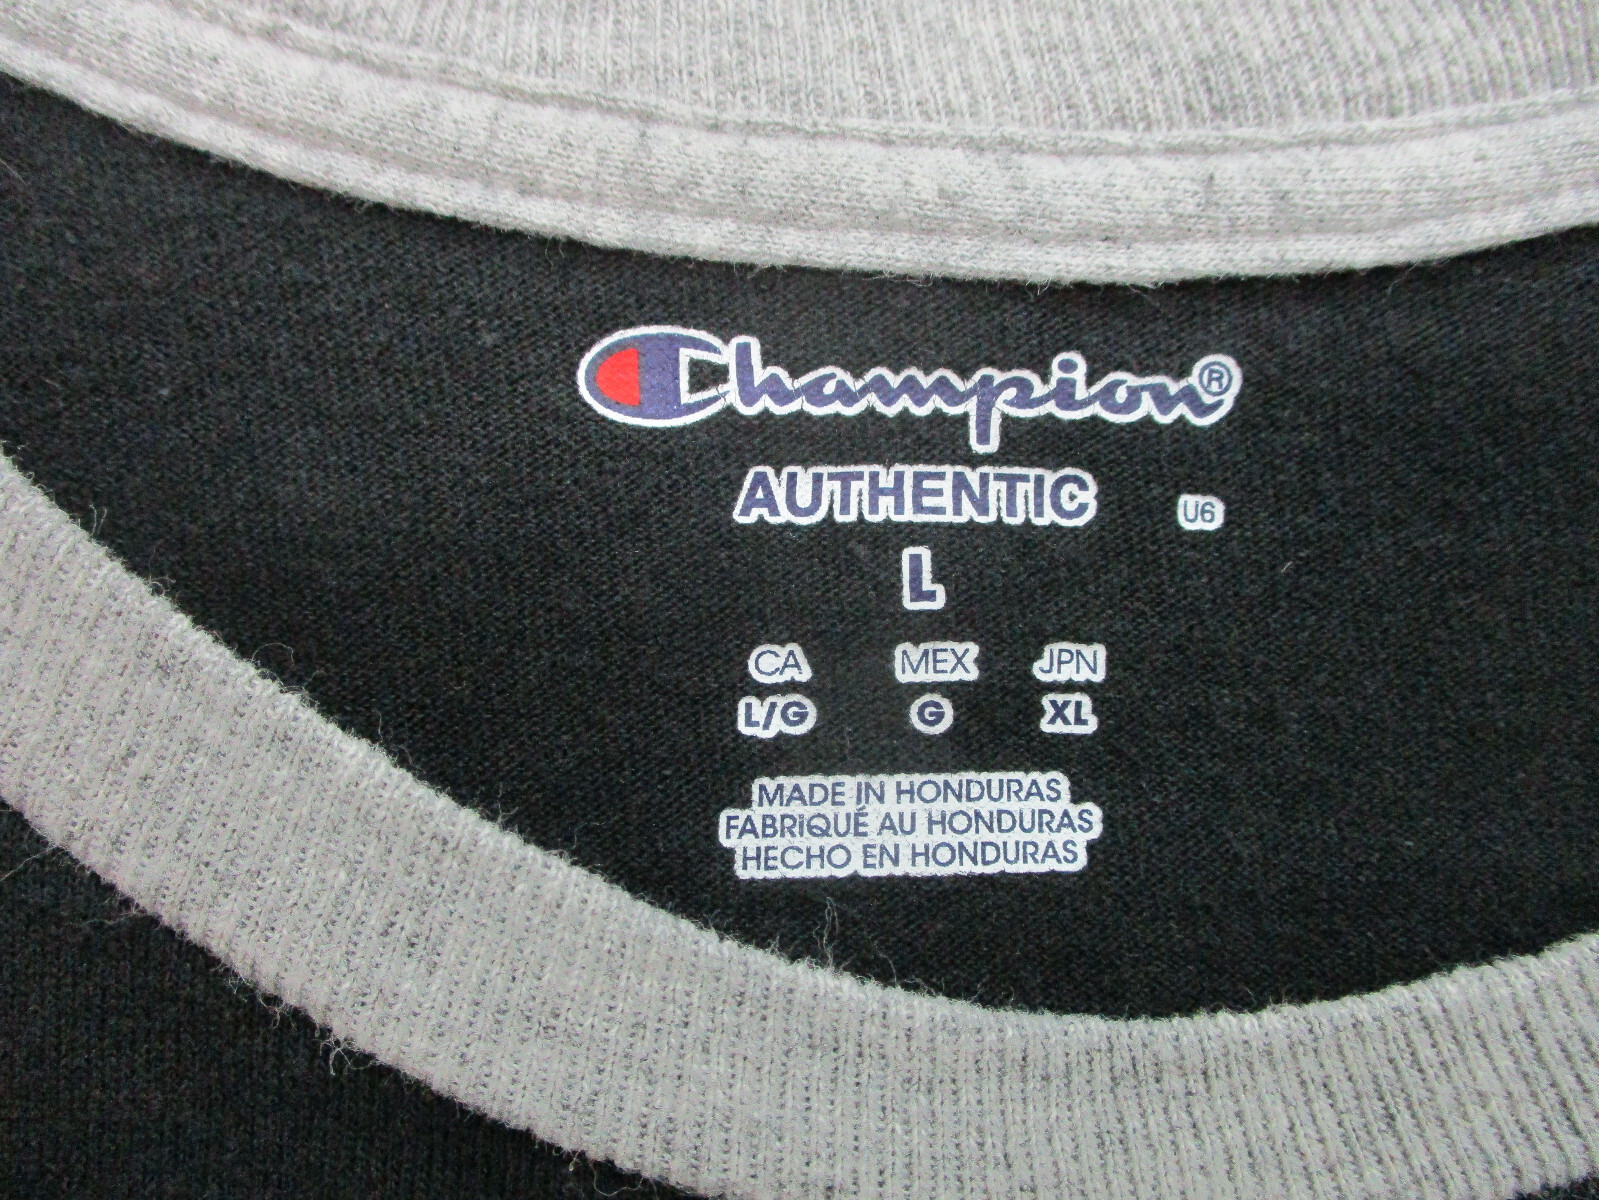 Champion®
AUTHENTIC U6
L
CA MEX JPN
L/G G XL
MADE IN HONDURAS
FABRIQUÉ AU HONDURAS
HECHO EN HONDURAS